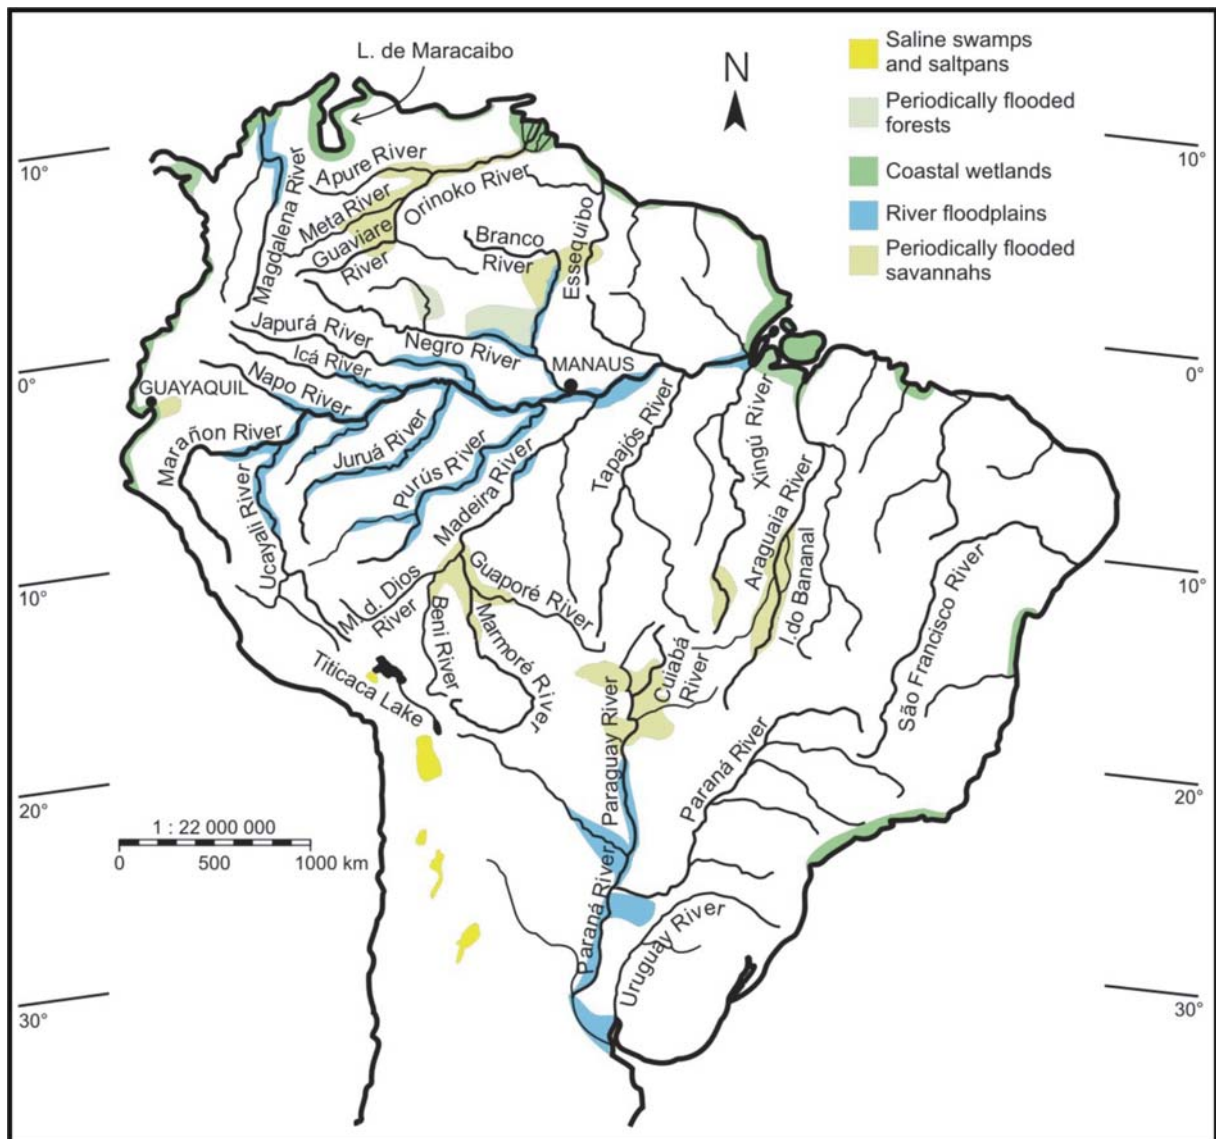 L. de Maracaibo
N
Saline swamps
and saltpans
Periodically flooded
forests
Coastal wetlands
River floodplains
Periodically flooded
savannahs
10°
10°
Apure River
Magdalena River
Meta River
Orinoko River
Guaviare
River
Branco
River
Essequibo
Japurá River
Negro River
Icá River
MANAUS
0°
0°
GUAYAQUIL
Napo River
Marañon River
Juruá River
Purús River
Madeira River
Tapajós River
Xingú River
Araguaia River
I.do Bananal
Ucayali River
São Francisco River
10°
10°
M. d. Dios
River
Guaporé River
Beni River
Marmoré River
Titicaca Lake
Cuiabá
River
Paraguay River
Paraná River
20°
20°
1 : 22 000 000
0 500 1000 km
Paraná River
Uruguay River
30°
30°